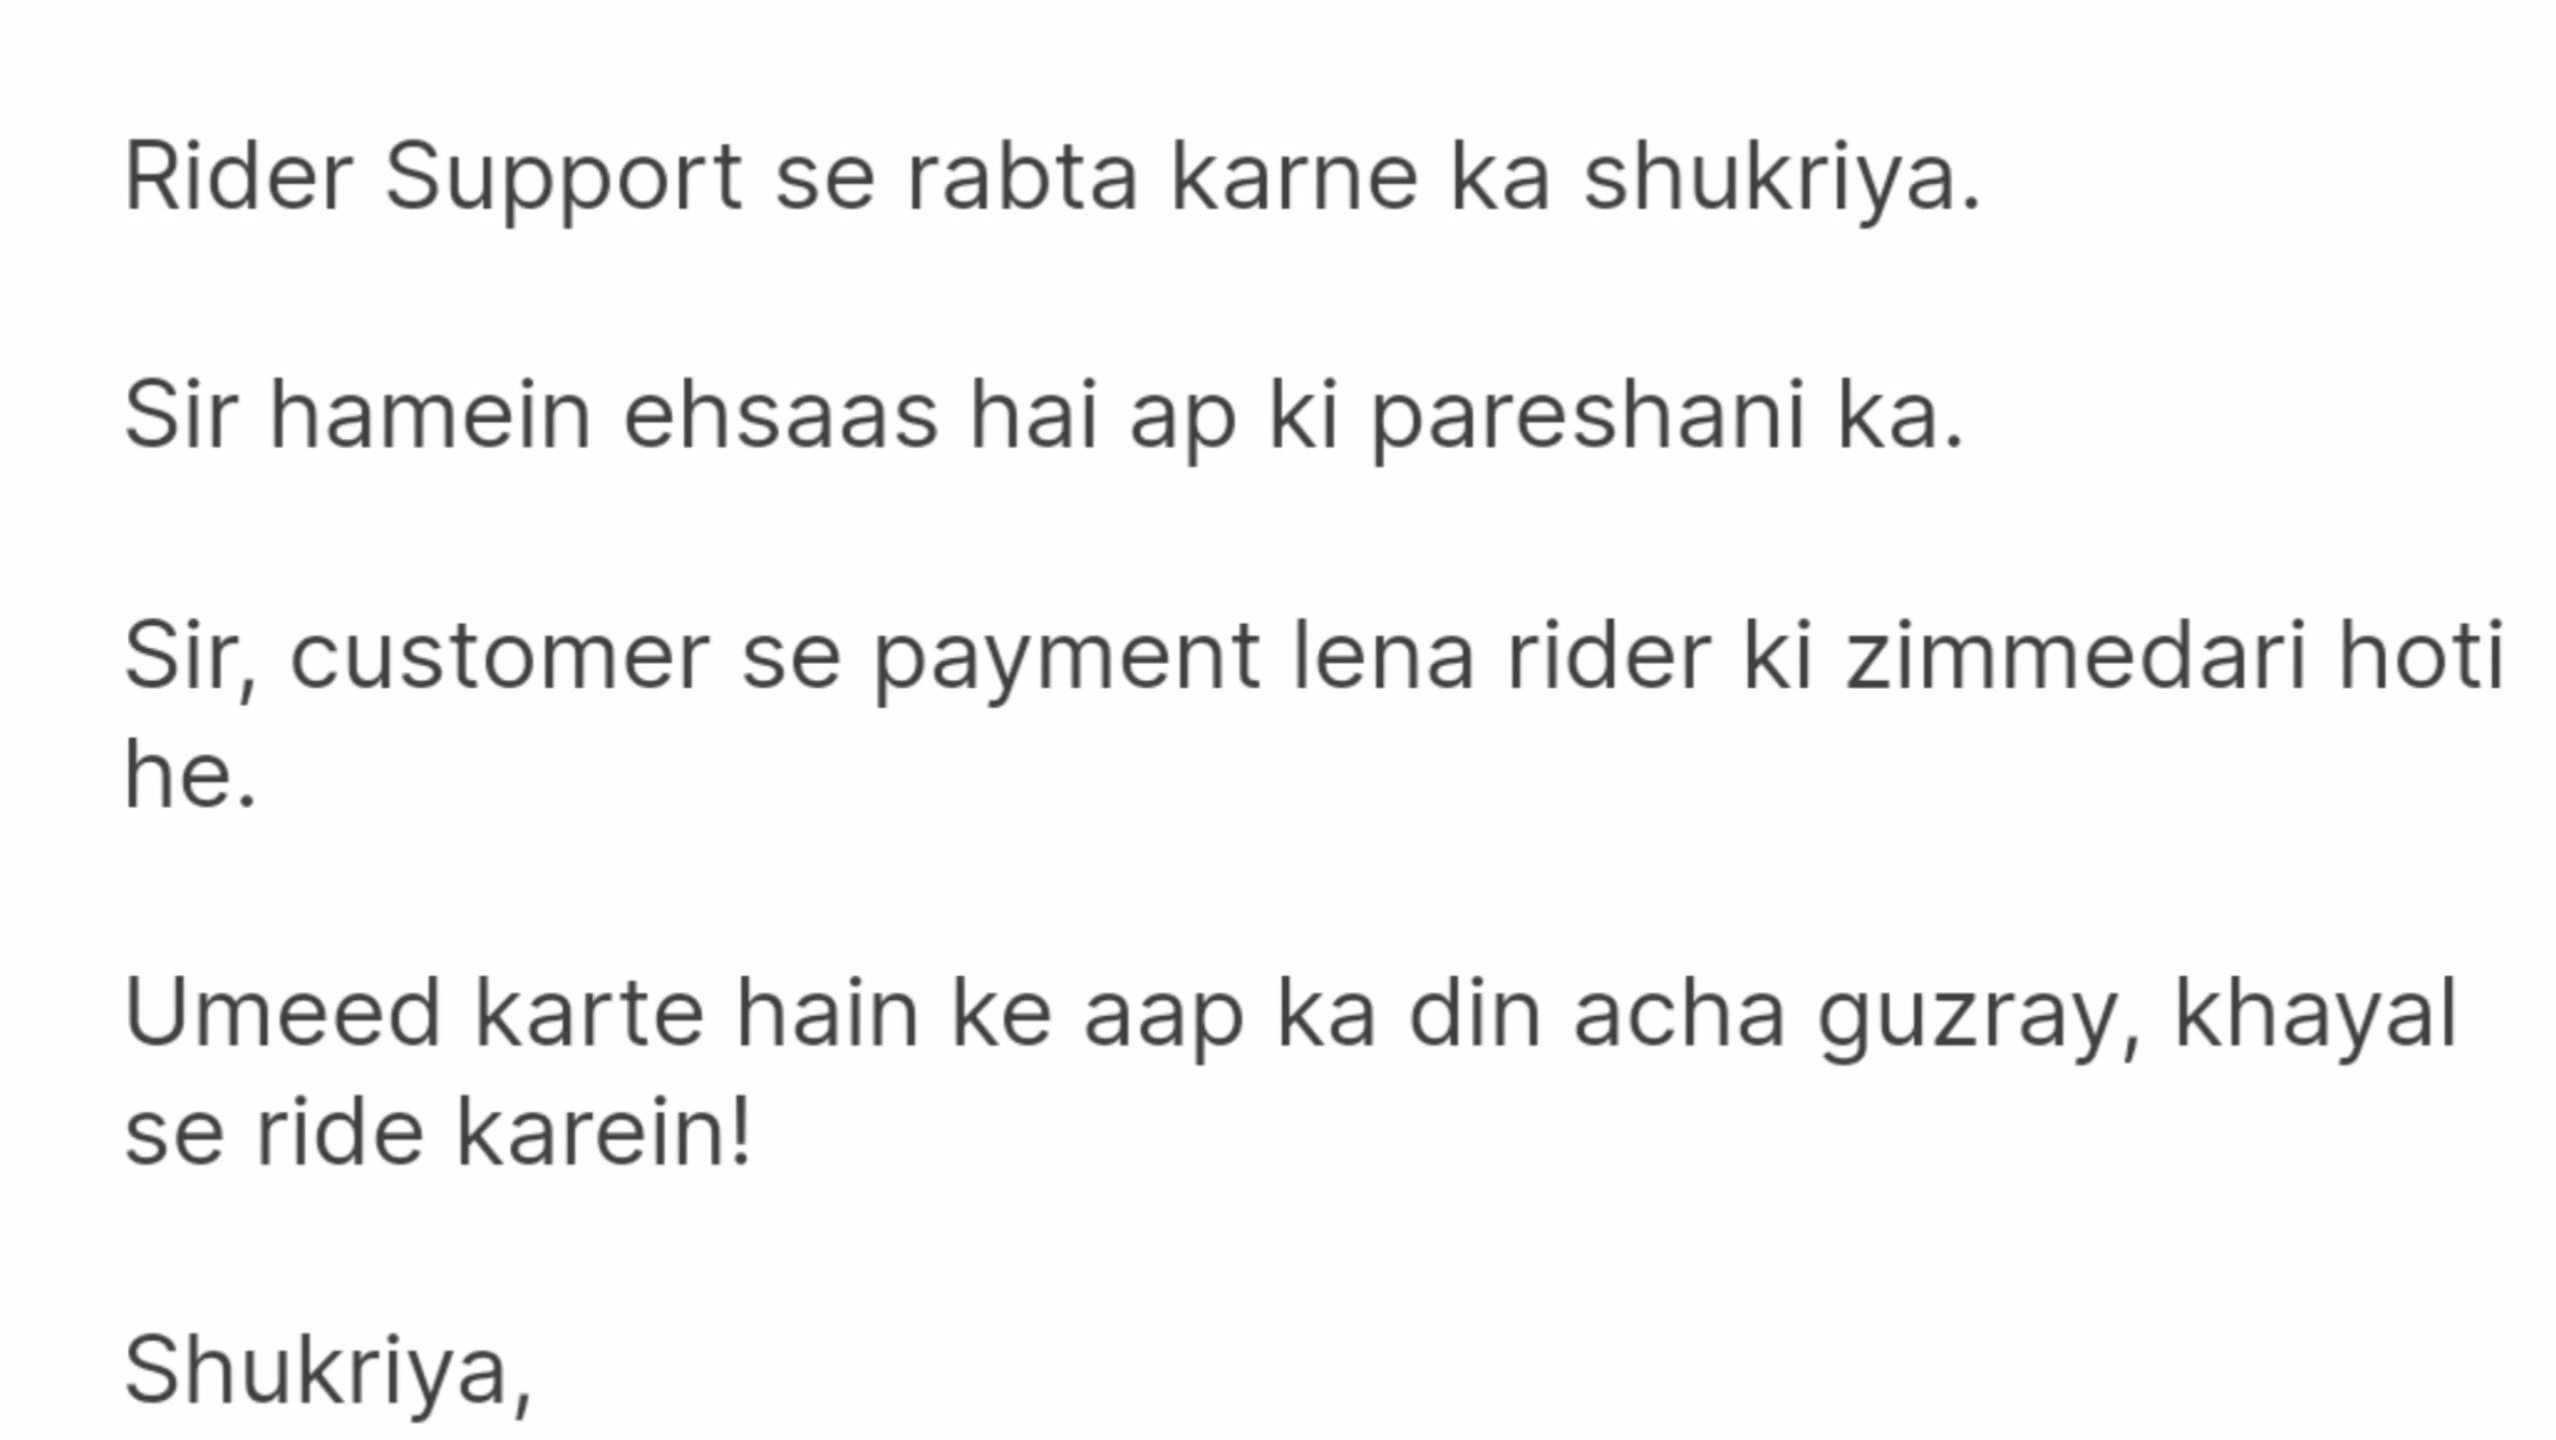 Rider Support se rabta karne ka shukriya.
Sir hamein ehsaas hai ap ki pareshani ka.
Sir, customer se payment lena rider ki zimmedari hoti
he.
Umeed karte hain ke aap ka din acha guzray, khayal
se ride karein!
Shukriya,